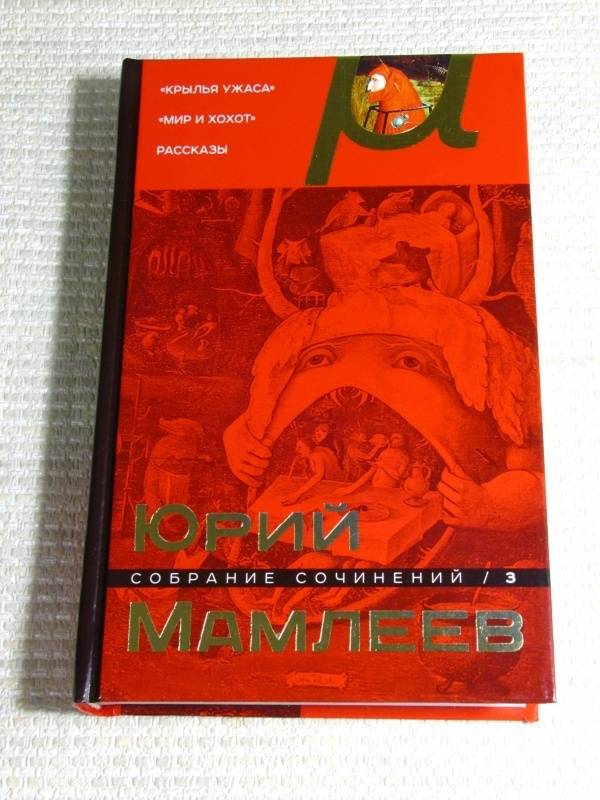 «КРЫЛЬЯ УЖАСА»
«МИР И ХОХОТ»
РАССКАЗЫ
μ
ЮРИЙ
СОБРАНИЕ СОЧИНЕНИЙ / 3
МАМЛЕЕВ